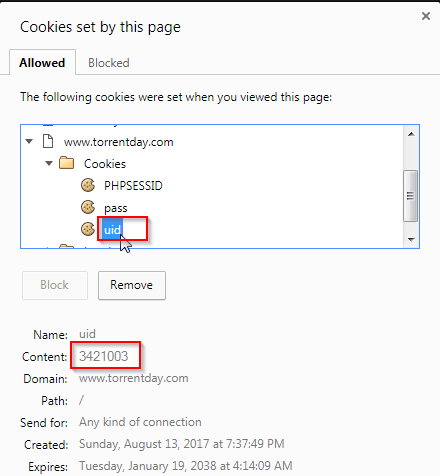 Cookies set by this page
Allowed Blocked
The following cookies were set when you viewed this page:
www.torrentday.com
Cookies
PHPSESSID
pass
uid
Block Remove
Name: uid
Content: 3421003
Domain: www.torrentday.com
Path: /
Send for: Any kind of connection
Created: Sunday, August 13, 2017 at 7:37:49 PM
Expires: Tuesday, January 19, 2038 at 4:14:09 AM